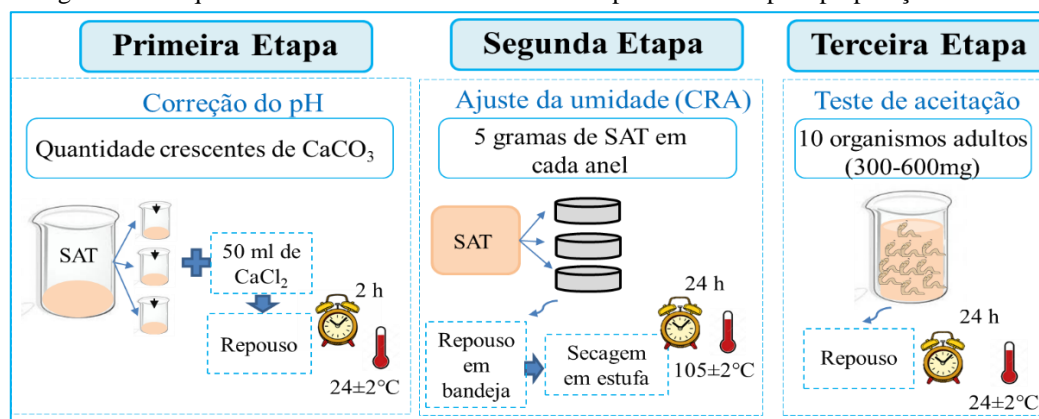 Primeira Etapa
Correção do pH
Quantidade crescentes de CaCO₃
SAT
50 ml de
CaCl₂
2 h
Repouso
24±2°C
Segunda Etapa
Ajuste da umidade (CRA)
5 gramas de SAT em
cada anel
SAT
24 h
Repouso
em
bandeja
Secagem
em estufa
105±2°C
Terceira Etapa
Teste de aceitação
10 organismos adultos
(300-600mg)
24 h
Repouso
24±2°C